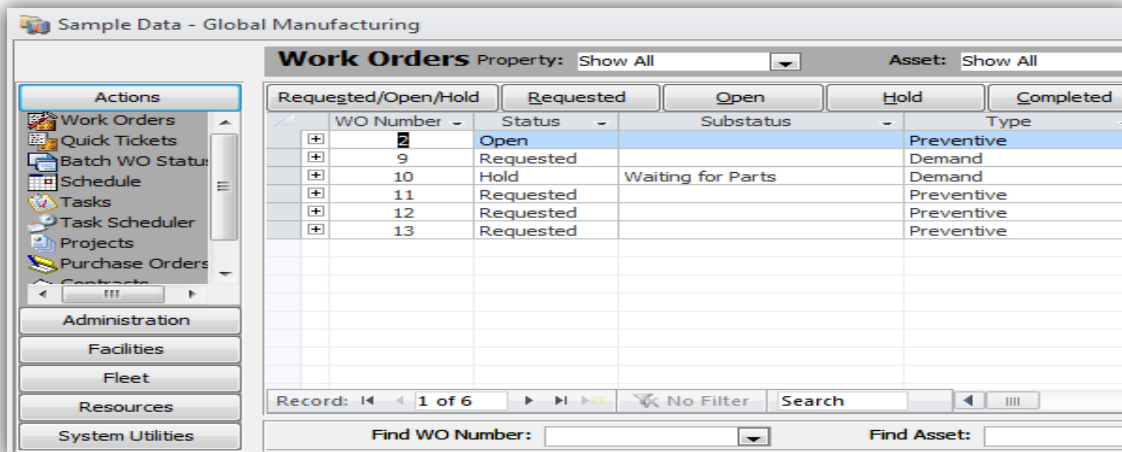 Sample Data - Global Manufacturing
Work Orders Property: Show All Asset: Show All
Actions
Requested/Open/Hold Requested Open Hold Completed
Work Orders
Quick Tickets
Batch WO Statu
Schedule
Tasks
Task Scheduler
Projects
Purchase Orders
Contracts
WO Number Status Substatus Type
2 Open Preventive
9 Requested Demand
10 Hold Waiting for Parts Demand
11 Requested Preventive
12 Requested Preventive
13 Requested Preventive
Administration
Facilities
Fleet
Resources
System Utilities
Record: 1 of 6 No Filter Search
Find WO Number: Find Asset: